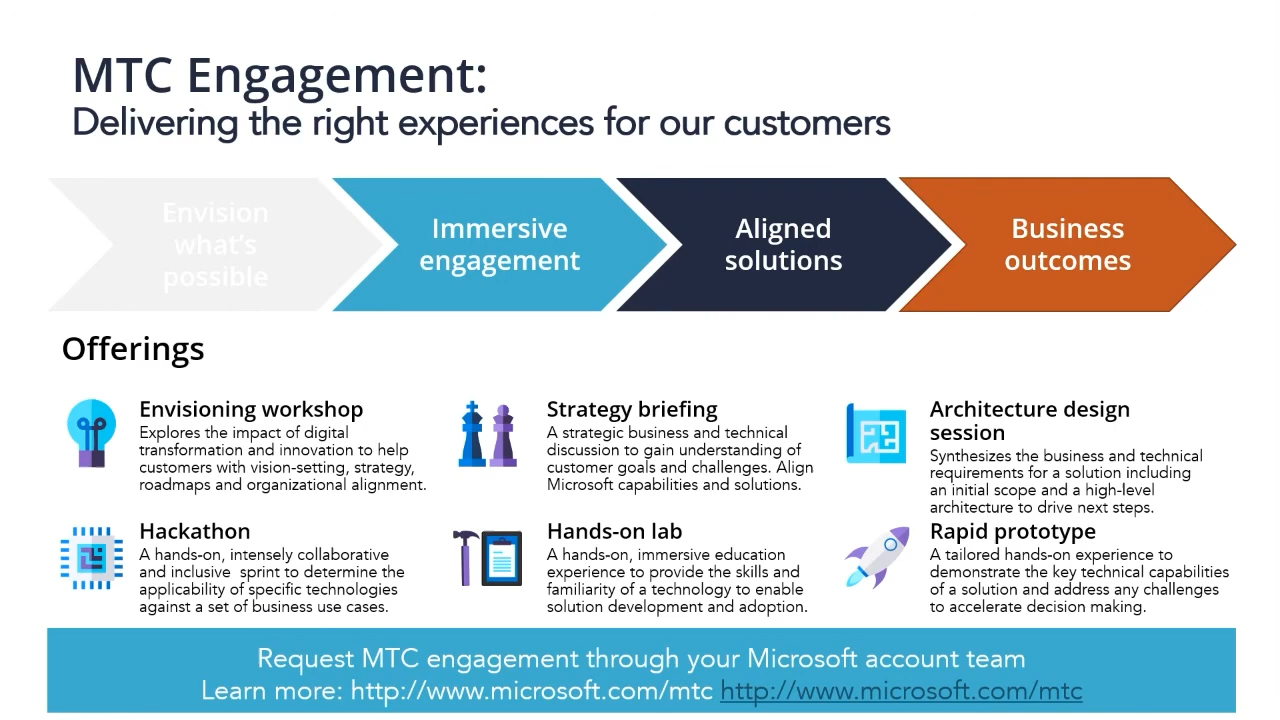 MTC Engagement:
Delivering the right experiences for our customers
Envision
what's
possible
Immersive
engagement
Aligned
solutions
Business
outcomes
Offerings
Envisioning workshop
Explores the impact of digital
transformation and innovation to help
customers with vision-setting, strategy,
roadmaps and organizational alignment.
Strategy briefing
A strategic business and technical
discussion to gain understanding of
customer goals and challenges. Align
Microsoft capabilities and solutions.
Architecture design
session
Synthesizes the business and technical
requirements for a solution including
an initial scope and a high-level
architecture to drive next steps.
Hackathon
A hands-on, intensely collaborative
and inclusive  sprint to determine the
applicability of specific technologies
against a set of business use cases.
Hands-on lab
A hands-on, immersive education
experience to provide the skills and
familiarity of a technology to enable
solution development and adoption.
Rapid prototype
A tailored hands-on experience to
demonstrate the key technical capabilities
of a solution and address any challenges
to accelerate decision making.
Request MTC engagement through your Microsoft account team
Learn more: http://www.microsoft.com/mtc http://www.microsoft.com/mtc